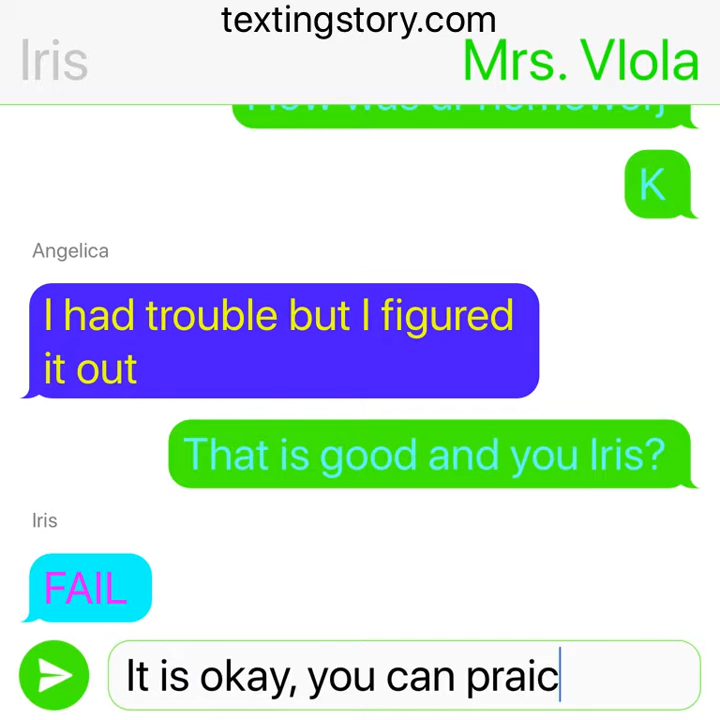 textingstory.com
Iris
Mrs. Vlola
K
Angelica
I had trouble but I figured
it out
That is good and you Iris?
Iris
FAIL
It is okay, you can praic